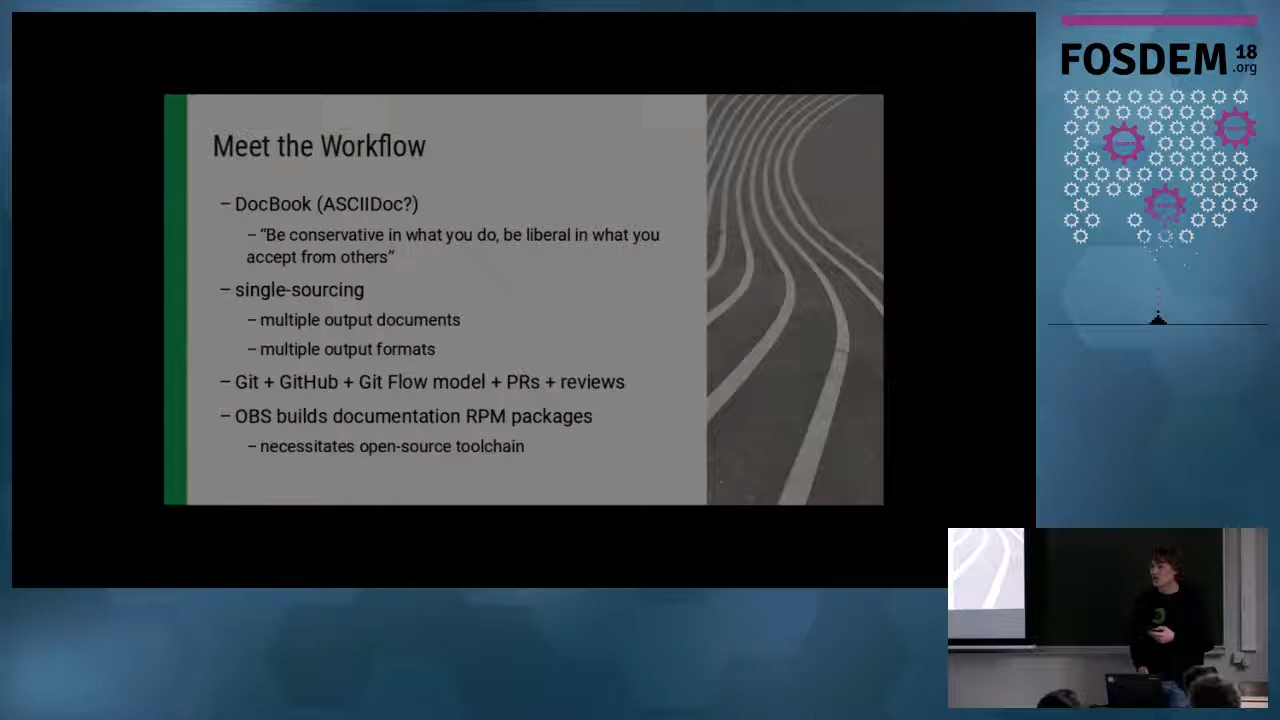 FOSDEM 18
.org
Meet the Workflow
– DocBook (ASCIIDoc?)
– “Be conservative in what you do, be liberal in what you
accept from others”
– single-sourcing
– multiple output documents
– multiple output formats
– Git + GitHub + Git Flow model + PRs + reviews
– OBS builds documentation RPM packages
– necessitates open-source toolchain